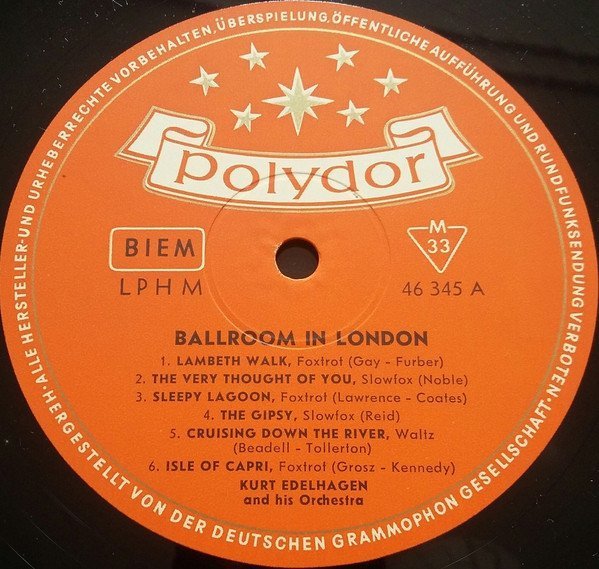 ·ALLE HERSTELLER-UND URHEBERRECHTE VORBEHALTEN,ÜBERSPIELUNG,ÖFFENTLICHE AUFFÜHRUNG UND RUNDFUNKSENDUNG VERBOTEN·
polydor
BIEM
M
33
LPHM
46 345 A
BALLROOM IN LONDON
1. LAMBETH WALK, Foxtrot (Gay - Furber)
2. THE VERY THOUGHT OF YOU, Slowfox (Noble)
3. SLEEPY LAGOON, Foxtrot (Lawrence - Coates)
4. THE GIPSY, Slowfox (Reid)
5. CRUISING DOWN THE RIVER, Waltz
(Beadell - Tollerton)
6. ISLE OF CAPRI, Foxtrot (Grosz - Kennedy)
KURT EDELHAGEN
and his Orchestra
HERGESTELLT VON DER DEUTSCHEN GRAMMOPHON GESELLSCHAFT·